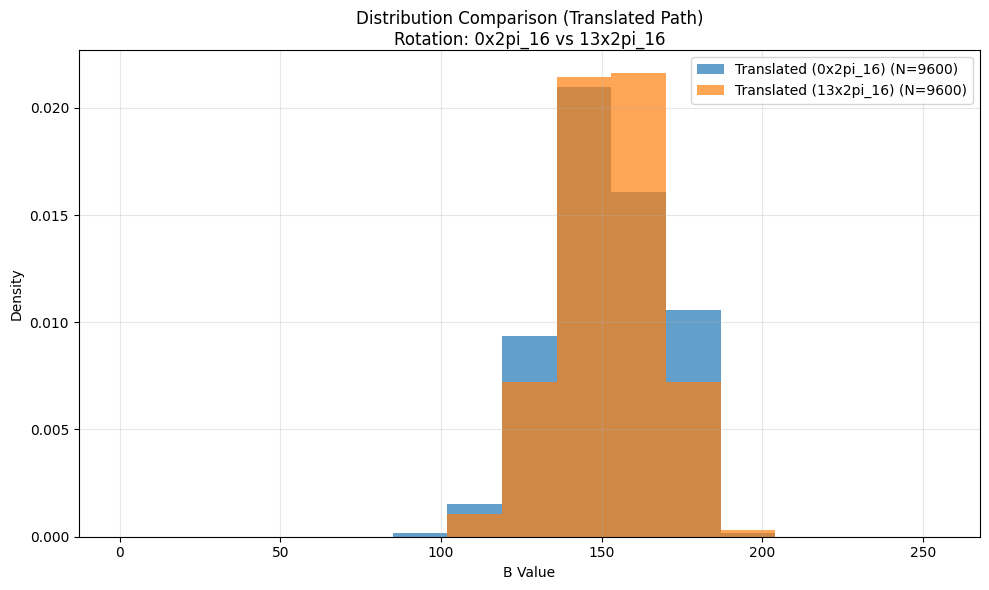 Distribution Comparison (Translated Path)
Rotation: 0x2pi_16 vs 13x2pi_16
Translated (0x2pi_16) (N=9600)
Translated (13x2pi_16) (N=9600)
Density
0.020
0.015
0.010
0.005
0.000
0 50 100 150 200 250
B Value